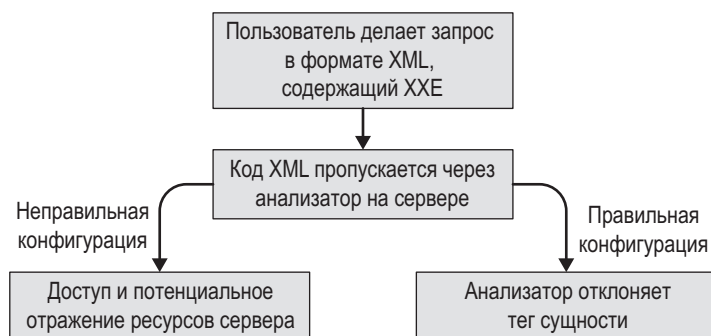 Пользователь делает запрос
в формате XML,
содержащий XXE
Код XML пропускается через
анализатор на сервере
Неправильная
конфигурация
Правильная
конфигурация
Доступ и потенциальное
отражение ресурсов сервера
Анализатор отклоняет
тег сущности